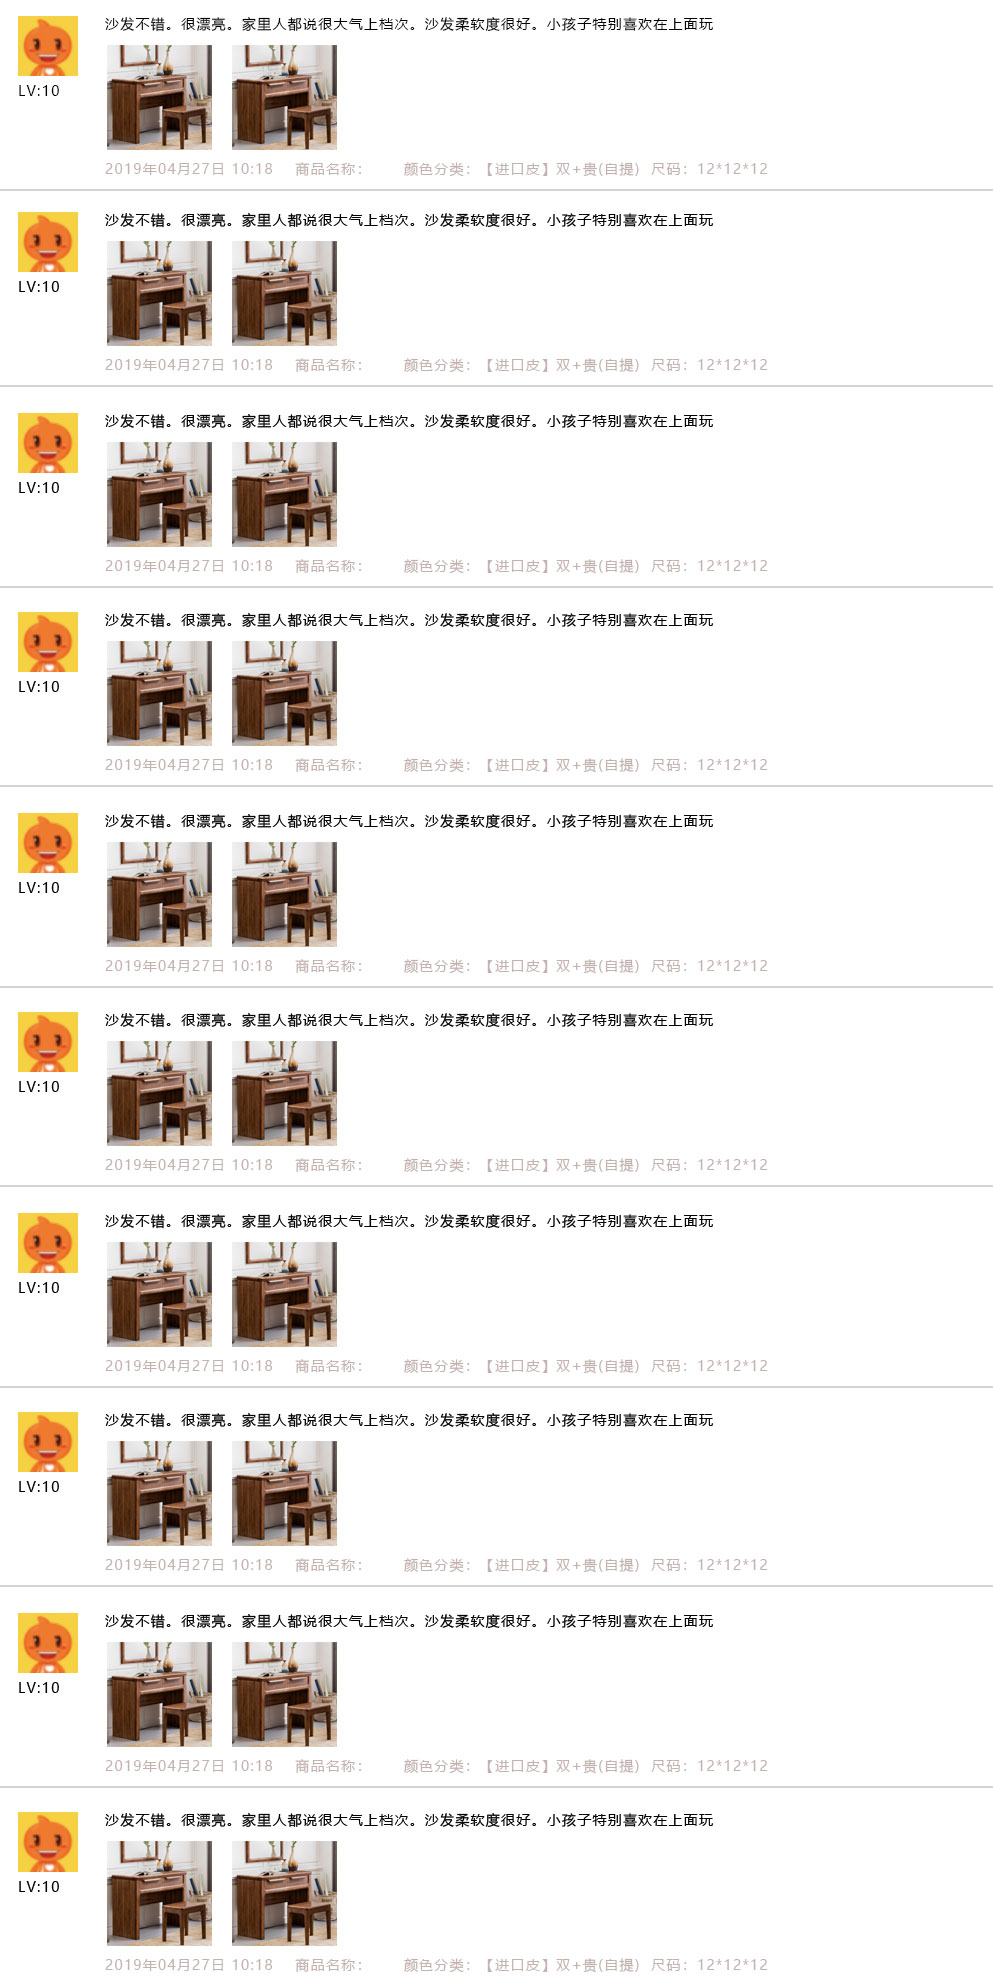 沙发不错。很漂亮。家里人都说很大气上档次。沙发柔软度很好。小孩子特别喜欢在上面玩
LV:10
2019年04月27日 10:18 商品名称： 颜色分类：【进口皮】双+贵(自提) 尺码：12*12*12
沙发不错。很漂亮。家里人都说很大气上档次。沙发柔软度很好。小孩子特别喜欢在上面玩
LV:10
2019年04月27日 10:18 商品名称： 颜色分类：【进口皮】双+贵(自提) 尺码：12*12*12
沙发不错。很漂亮。家里人都说很大气上档次。沙发柔软度很好。小孩子特别喜欢在上面玩
LV:10
2019年04月27日 10:18 商品名称： 颜色分类：【进口皮】双+贵(自提) 尺码：12*12*12
沙发不错。很漂亮。家里人都说很大气上档次。沙发柔软度很好。小孩子特别喜欢在上面玩
LV:10
2019年04月27日 10:18 商品名称： 颜色分类：【进口皮】双+贵(自提) 尺码：12*12*12
沙发不错。很漂亮。家里人都说很大气上档次。沙发柔软度很好。小孩子特别喜欢在上面玩
LV:10
2019年04月27日 10:18 商品名称： 颜色分类：【进口皮】双+贵(自提) 尺码：12*12*12
沙发不错。很漂亮。家里人都说很大气上档次。沙发柔软度很好。小孩子特别喜欢在上面玩
LV:10
2019年04月27日 10:18 商品名称： 颜色分类：【进口皮】双+贵(自提) 尺码：12*12*12
沙发不错。很漂亮。家里人都说很大气上档次。沙发柔软度很好。小孩子特别喜欢在上面玩
LV:10
2019年04月27日 10:18 商品名称： 颜色分类：【进口皮】双+贵(自提) 尺码：12*12*12
沙发不错。很漂亮。家里人都说很大气上档次。沙发柔软度很好。小孩子特别喜欢在上面玩
LV:10
2019年04月27日 10:18 商品名称： 颜色分类：【进口皮】双+贵(自提) 尺码：12*12*12
沙发不错。很漂亮。家里人都说很大气上档次。沙发柔软度很好。小孩子特别喜欢在上面玩
LV:10
2019年04月27日 10:18 商品名称： 颜色分类：【进口皮】双+贵(自提) 尺码：12*12*12
沙发不错。很漂亮。家里人都说很大气上档次。沙发柔软度很好。小孩子特别喜欢在上面玩
LV:10
2019年04月27日 10:18 商品名称： 颜色分类：【进口皮】双+贵(自提) 尺码：12*12*12